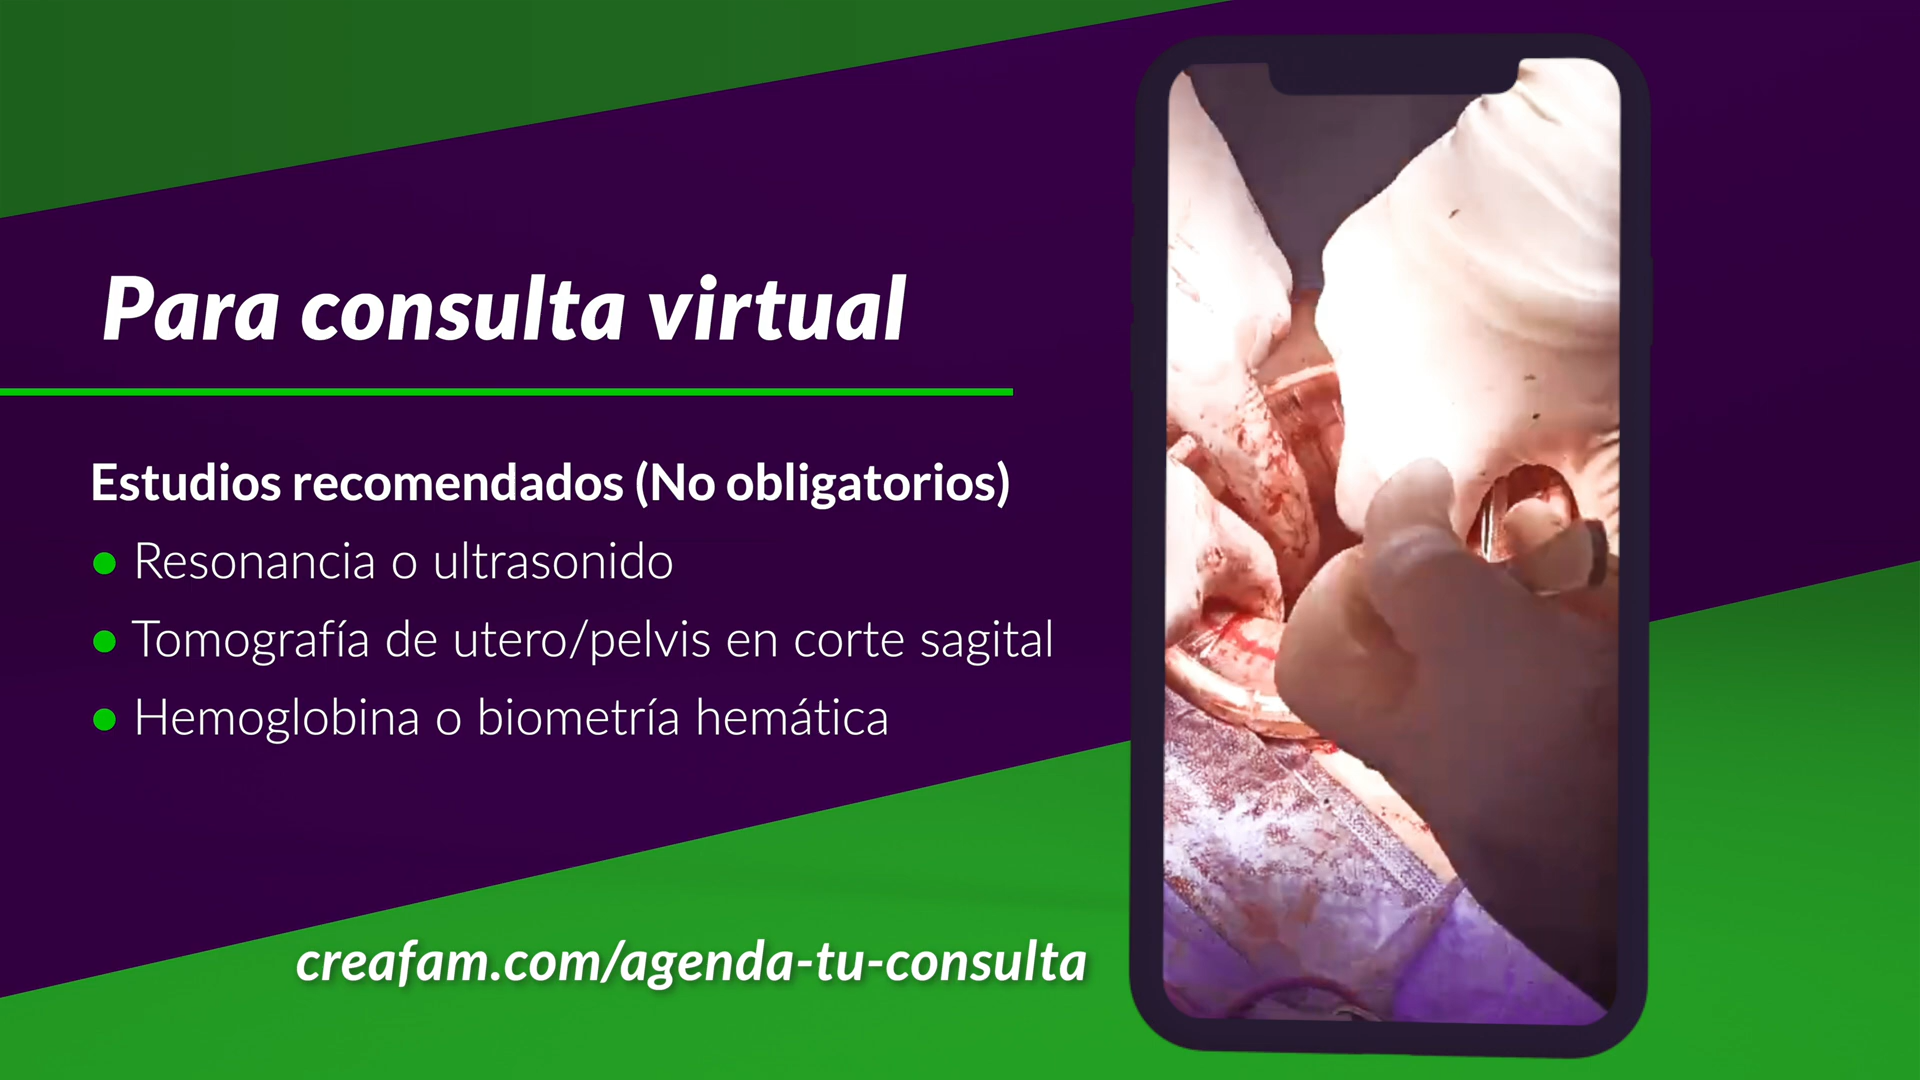 Para consulta virtual
Estudios recomendados (No obligatorios)
Resonancia o ultrasonido
Tomografía de utero/pelvis en corte sagital
Hemoglobina o biometría hemática
creafam.com/agenda-tu-consulta